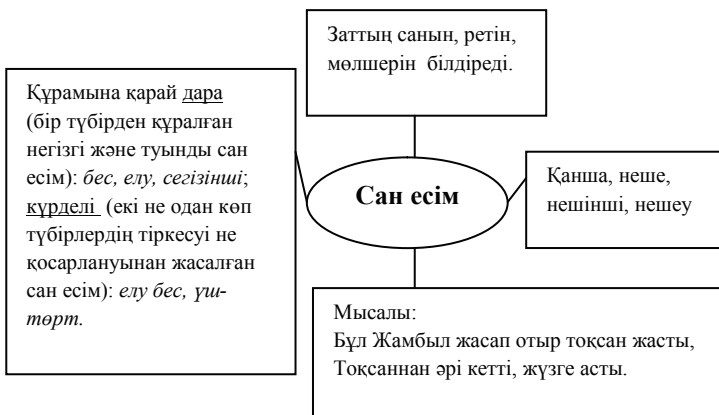 Заттың санын, ретін,
мөлшерін білдіреді.
Құрамына қарай дара
(бір түбірден құралған
негізгі және туынды сан
есім): бес, елу, сегізінші;
күрделі (екі не одан көп
түбірлердің тіркесуі не
қосарлануынан жасалған
сан есім): елу бес, үш-
төрт.
Сан есім
Қанша, неше,
нешінші, нешеу
Мысалы:
Бұл Жамбыл жасап отыр тоқсан жасты,
Тоқсаннан әрі кетті, жүзге асты.